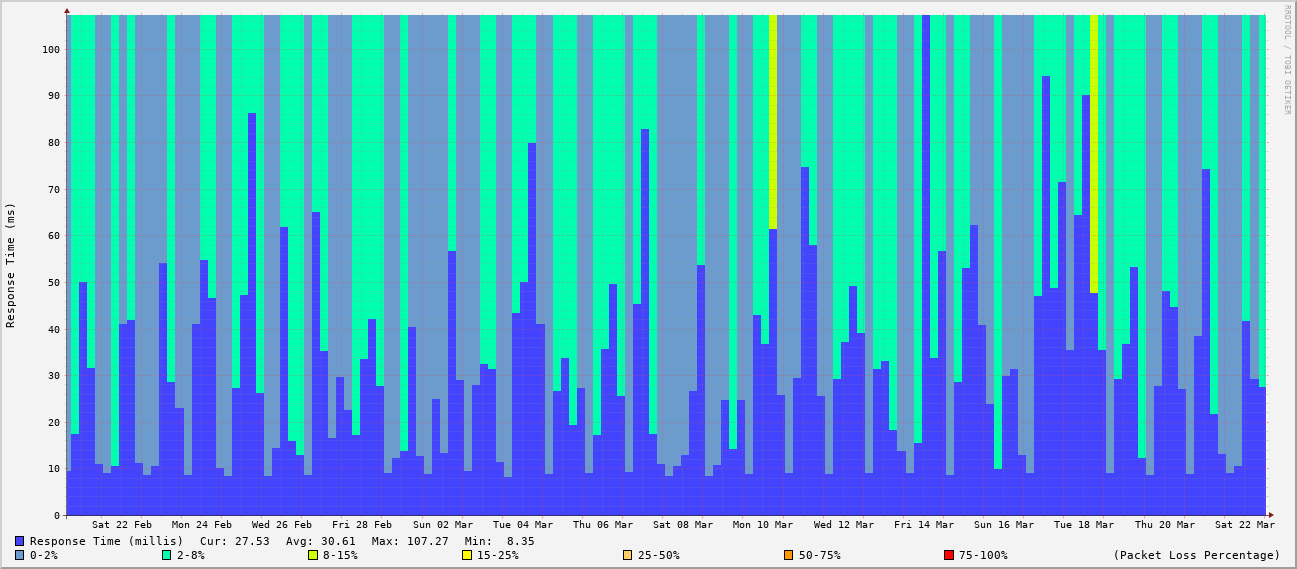 RRDTOOL / TOBI OETIKER
Response Time (ms)
100
90
80
70
60
50
40
30
20
10
0
Sat 22 Feb Mon 24 Feb Wed 26 Feb Fri 28 Feb Sun 02 Mar Tue 04 Mar Thu 06 Mar Sat 08 Mar Mon 10 Mar Wed 12 Mar Fri 14 Mar Sun 16 Mar Tue 18 Mar Thu 20 Mar Sat 22 Mar
Response Time (millis) Cur: 27.53 Avg: 30.61 Max: 107.27 Min: 8.35
0-2% 2-8% 8-15% 15-25% 25-50% 50-75% 75-100% (Packet Loss Percentage)